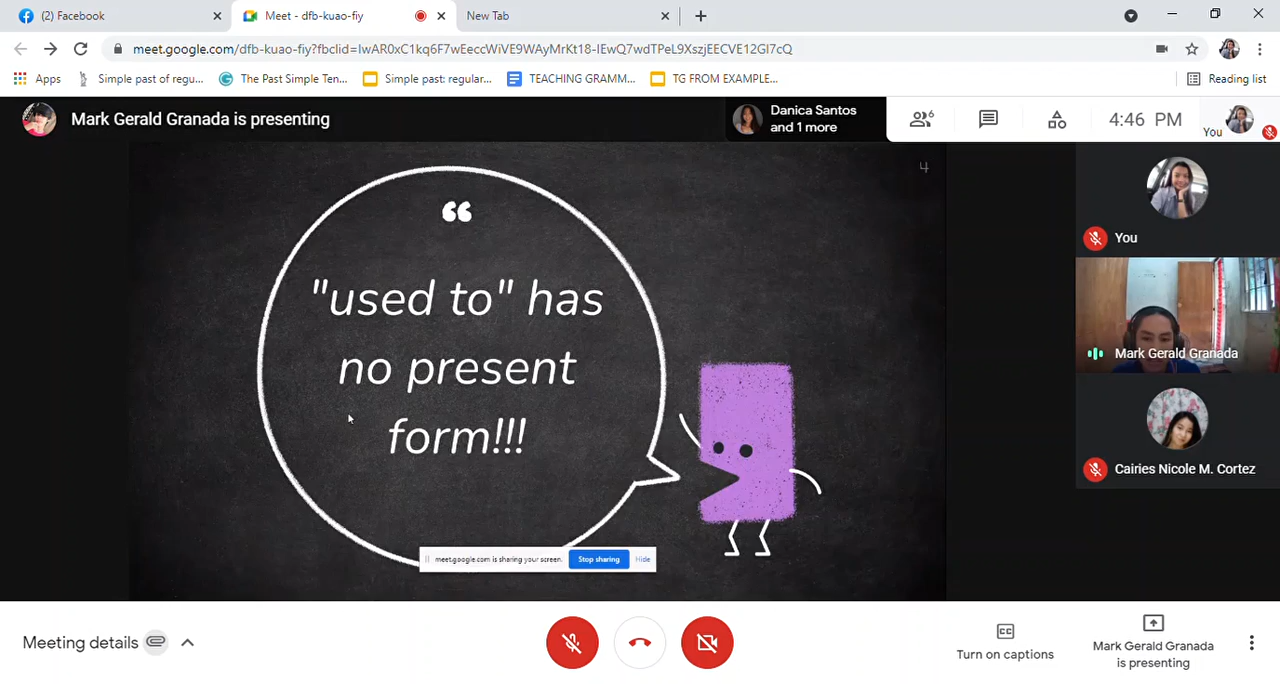 (2) Facebook
Meet - dfb-kuao-fiy
New Tab
meet.google.com/dfb-kuao-fiy?fbclid=IwAR0xC1kq6F7wEeccWiVE9WAyMrKt18-IEwQ7wdTPeL9XszjEECVE12Gl7cQ
Apps
Simple past of regu...
The Past Simple Ten...
Simple past: regular...
TEACHING GRAMM...
TG FROM EXAMPLE...
Reading list
Mark Gerald Granada is presenting
Danica Santos
and 1 more
6
4:46 PM
You
4
“
"used to" has
no present
form!!!
You
Mark Gerald Granada
Cairies Nicole M. Cortez
meet.google.com is sharing your screen.
Stop sharing
Hide
Meeting details
CC
Turn on captions
Mark Gerald Granada
is presenting